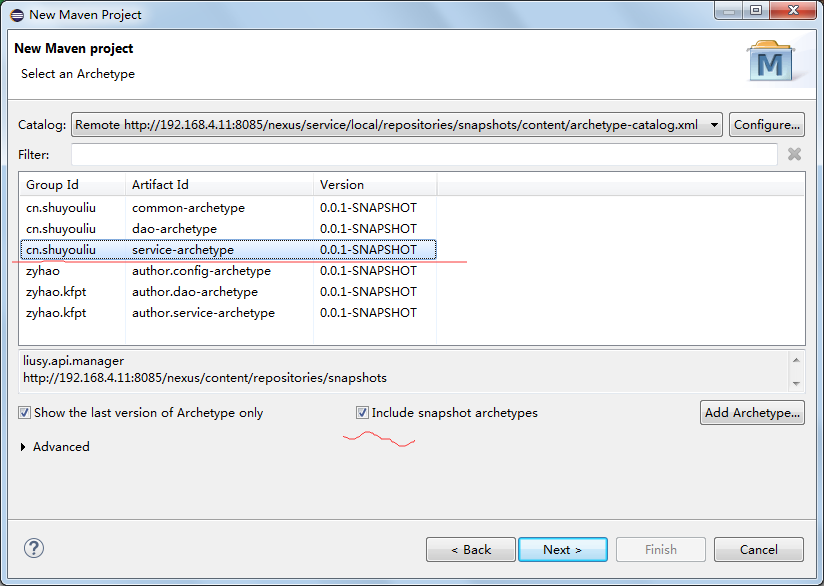 New Maven Project
New Maven project
Select an Archetype
M
Catalog: Remote http://192.168.4.11:8085/nexus/service/local/repositories/snapshots/content/archetype-catalog.xml Configure...
Filter:
Group Id Artifact Id Version
cn.shuyouliu common-archetype 0.0.1-SNAPSHOT
cn.shuyouliu dao-archetype 0.0.1-SNAPSHOT
cn.shuyouliu service-archetype 0.0.1-SNAPSHOT
zyhao author.config-archetype 0.0.1-SNAPSHOT
zyhao.kfpt author.dao-archetype 0.0.1-SNAPSHOT
zyhao.kfpt author.service-archetype 0.0.1-SNAPSHOT
liusy.api.manager
http://192.168.4.11:8085/nexus/content/repositories/snapshots
Show the last version of Archetype only Include snapshot archetypes Add Archetype...
Advanced
? < Back Next > Finish Cancel